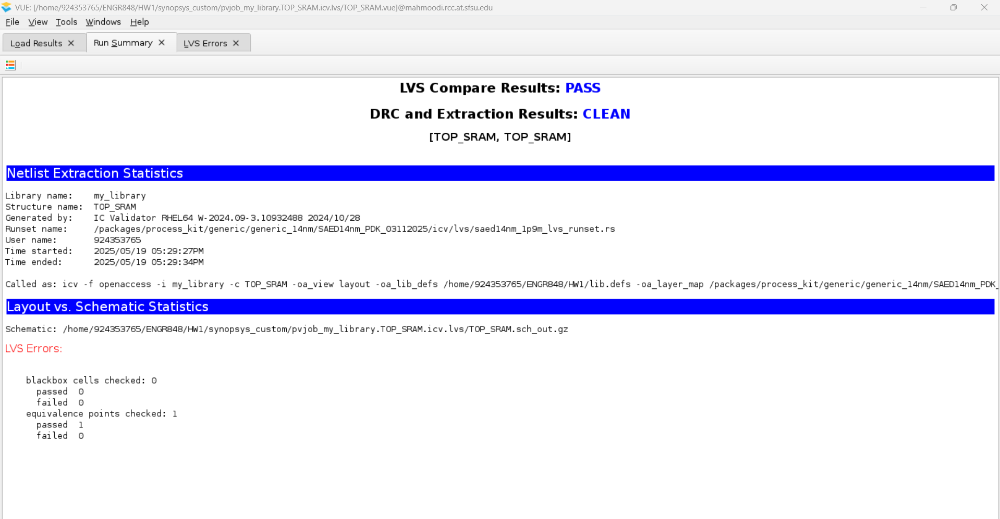 VUE: [/home/924353765/ENGR848/HW1/synopsys_custom/pvjob_my_library.TOP_SRAM.icv.lvs/TOP_SRAM.vue]@mahmoodi.rcc.at.sfsu.edu
File View Tools Windows Help
Load Results Run Summary LVS Errors
LVS Compare Results: PASS
DRC and Extraction Results: CLEAN
[TOP_SRAM, TOP_SRAM]
Netlist Extraction Statistics
Library name: my_library
Structure name: TOP_SRAM
Generated by: IC Validator RHEL64 W-2024.09-3.10932488 2024/10/28
Runset name: /packages/process_kit/generic/generic_14nm/SAED14nm_PDK_03112025/icv/lvs/saed14nm_1p9m_lvs_runset.rs
User name: 924353765
Time started: 2025/05/19 05:29:27PM
Time ended: 2025/05/19 05:29:34PM
Called as: icv -f openaccess -i my_library -c TOP_SRAM -oa_view layout -oa_lib_defs /home/924353765/ENGR848/HW1/lib.defs -oa_layer_map /packages/process_kit/generic/generic_14nm/SAED14nm_PDK_
Layout vs. Schematic Statistics
Schematic: /home/924353765/ENGR848/HW1/synopsys_custom/pvjob_my_library.TOP_SRAM.icv.lvs/TOP_SRAM.sch_out.gz
LVS Errors:
blackbox cells checked: 0
passed 0
failed 0
equivalence points checked: 1
passed 1
failed 0